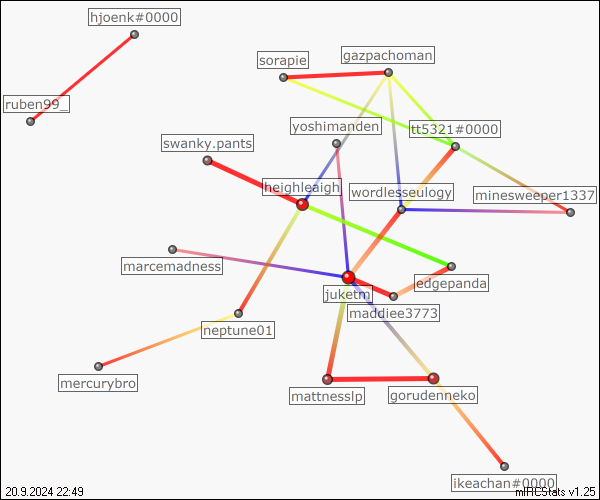 hjoenk#0000
gazpachoman
sorapie
ruben99_
yoshimanden
tt5321#0000
swanky.pants
heighleaigh
wordlesseulogy
minesweeper1337
marcemadness
edgepanda
juketm
maddiee3773
neptune01
mercurybro
mattnesslp
gorudenneko
ikeachan#0000
20.9.2024 22:49
mIRCStats v1.25